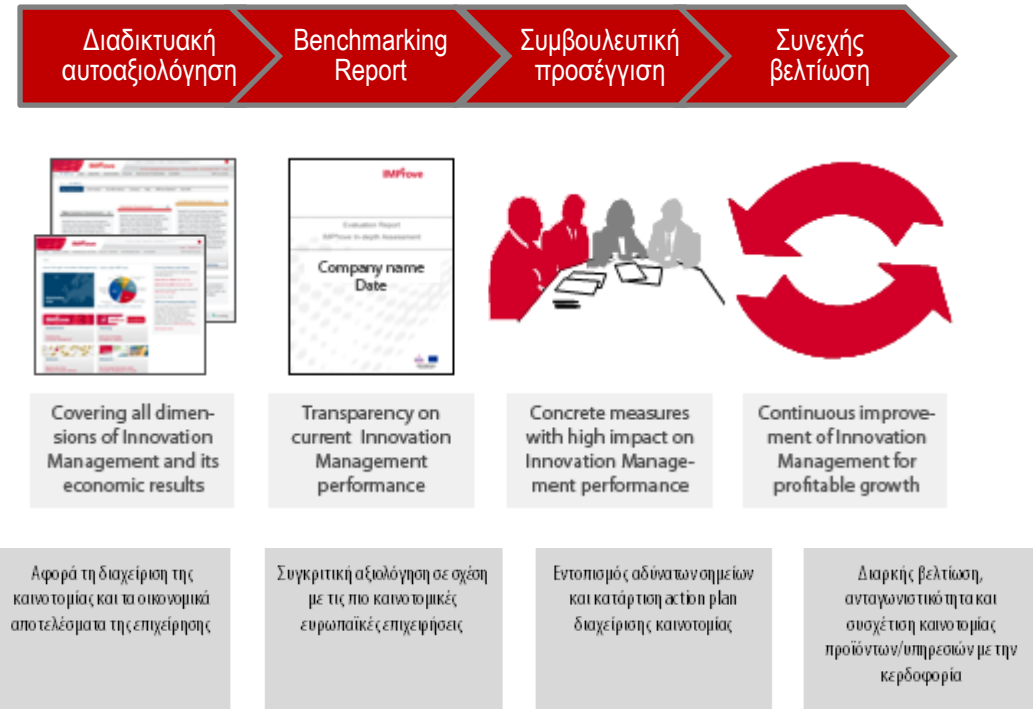 Διαδικτυακή
αυτοαξιολόγηση
Benchmarking
Report
Συμβουλευτική
προσέγγιση
Συνεχής
βελτίωση
IMProve
Evaluation Report
IMProve In depth Assessment
Company name
Date
Covering all dimen-
sions of Innovation
Management and its
economic results
Transparency on
current Innovation
Management
performance
Concrete measures
with high impact on
Innovation Manage-
ment performance
Continuous improve-
ment of Innovation
Management for
profitable growth
Αφορά τη διαχείριση της
καινοτομίας και τα οικονομικά
αποτελέσματα της επιχείρησης
Συγκριτική αξιολόγηση σε σχέση
με τις πιο καινοτομικές
ευρωπαϊκές επιχειρήσεις
Εντοπισμός αδύνατων σημείων
και κατάρτιση action plan
διαχείρισης καινοτομίας
Διαρκής βελτίωση,
ανταγωνιστικότητα και
συσχέτιση καινοτομίας
προϊόντων/υπηρεσιών με την
κερδοφορία